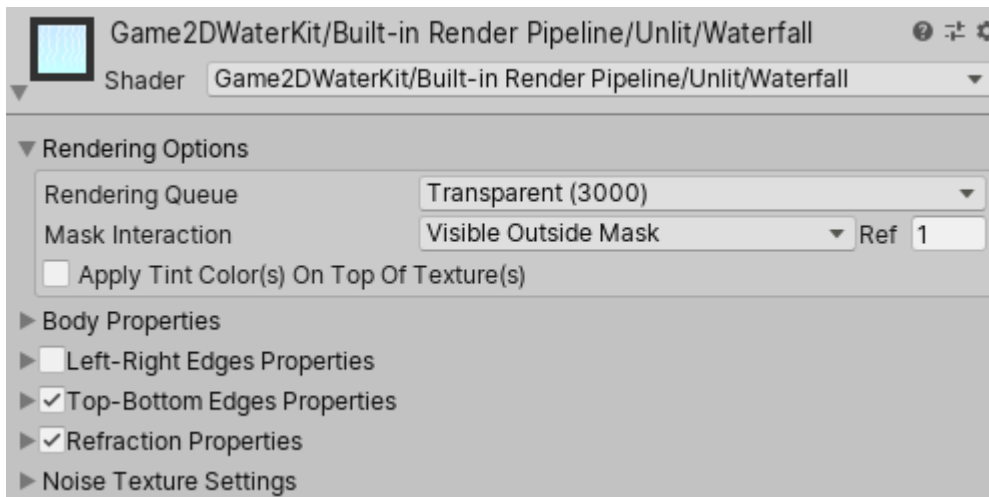 Game2DWaterKit/Built-in Render Pipeline/Unlit/Waterfall
Shader Game2DWaterKit/Built-in Render Pipeline/Unlit/Waterfall
Rendering Options
Rendering Queue Transparent (3000)
Mask Interaction Visible Outside Mask Ref 1
Apply Tint Color(s) On Top Of Texture(s)
Body Properties
Left-Right Edges Properties
Top-Bottom Edges Properties
Refraction Properties
Noise Texture Settings